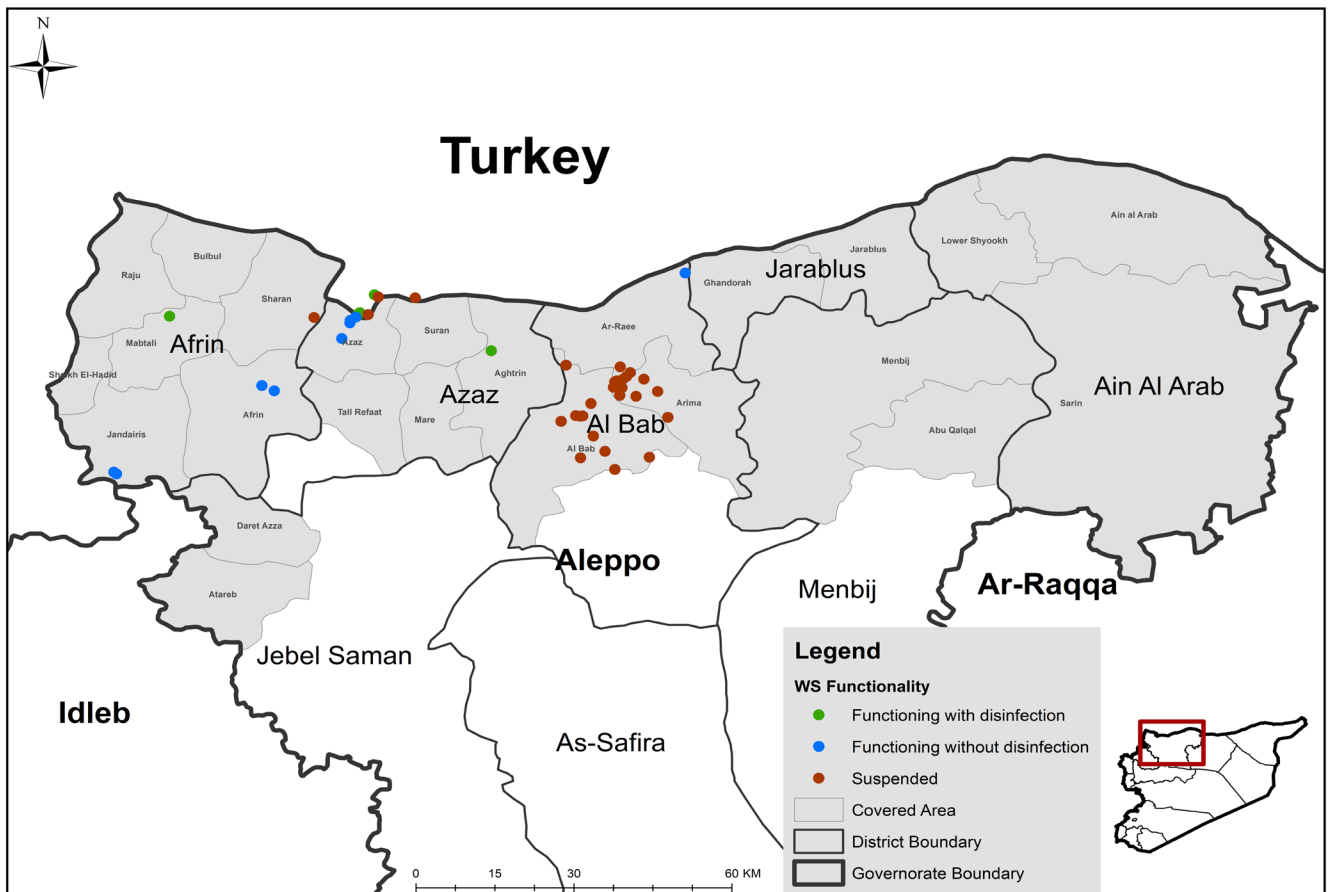 N
Turkey
Ain al Arab
Lower Shyookh
Jarablus
Jarablus
Ghandorah
Bulbul
Raju
Sharan
Ar-Raee
Suran
Azaz
Mabtali
Afrin
Menbij
Sheikh El-Hadid
Aghtrin
Ain Al Arab
Azaz
Arima
Sarin
Afrin
Tall Refaat
Mare
Al Bab
Abu Qalqal
Jandairis
Al Bab
Daret Azza
Aleppo
Menbij
Ar-Raqqa
Atareb
Jebel Saman
Idleb
As-Safira
Legend
WS Functionality
Functioning with disinfection
Functioning without disinfection
Suspended
Covered Area
District Boundary
Governorate Boundary
0 15 30 60 KM